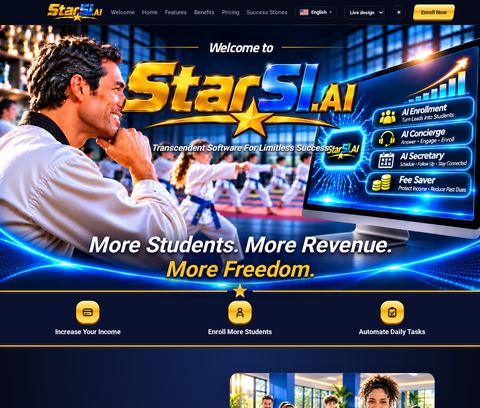 StarSI.AI
Welcome
Home
Features
Benefits
Pricing
Success Stories
English
Live design
Enroll Now
Welcome to
StarSI.AI
Transcendent Software For Limitless Success
StarSI.AI
AI Enrollment
Turn Leads Into Students
AI Concierge
Answer • Engage • Enroll
AI Secretary
Schedule • Follow Up • Stay Connected
Fee Saver
Protect Income • Reduce Past Dues
More Students. More Revenue.
More Freedom.
Increase Your Income
Enroll More Students
Automate Daily Tasks